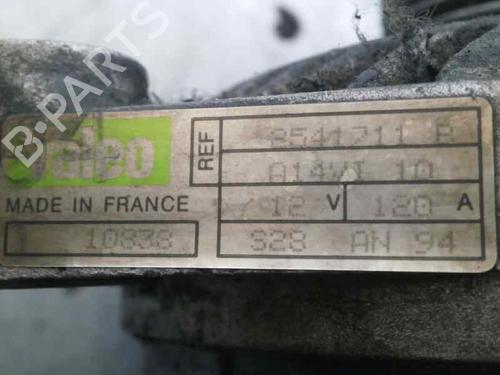 B-PARTS
Valeo
REF
2541711 B
A14VI 10
MADE IN FRANCE
12 V 120 A
10838
S28 AN 94